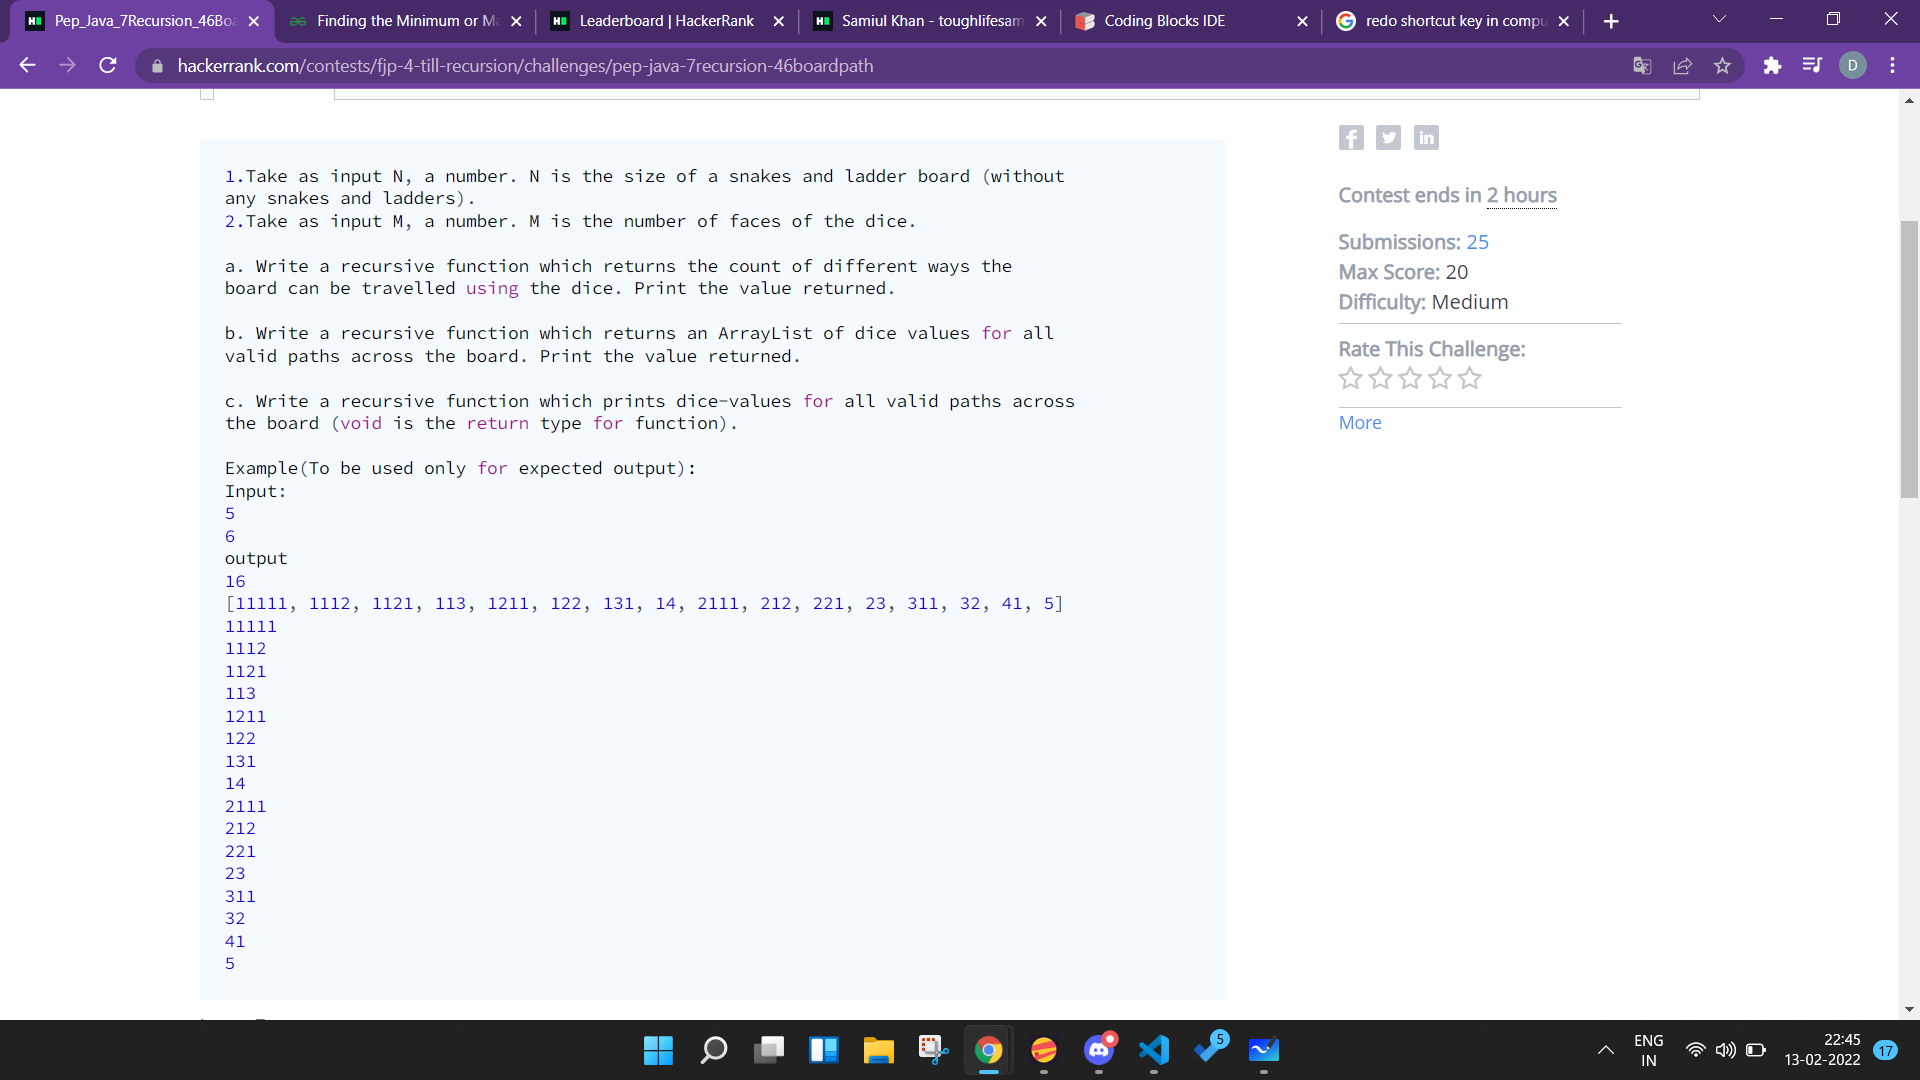 Pep_Java_7Recursion_46Boa
Finding the Minimum or Ma
Leaderboard | HackerRank
Samiul Khan - toughlifesam
Coding Blocks IDE
redo shortcut key in compu
hackerrank.com/contests/fjp-4-till-recursion/challenges/pep-java-7recursion-46boardpath
D
1.Take as input N, a number. N is the size of a snakes and ladder board (without
any snakes and ladders).
2.Take as input M, a number. M is the number of faces of the dice.
a. Write a recursive function which returns the count of different ways the
board can be travelled using the dice. Print the value returned.
b. Write a recursive function which returns an ArrayList of dice values for all
valid paths across the board. Print the value returned.
c. Write a recursive function which prints dice-values for all valid paths across
the board (void is the return type for function).
Example(To be used only for expected output):
Input:
5
6
output
16
[11111, 1112, 1121, 113, 1211, 122, 131, 14, 2111, 212, 221, 23, 311, 32, 41, 5]
11111
1112
1121
113
1211
122
131
14
2111
212
221
23
311
32
41
5
Contest ends in 2 hours
Submissions: 25
Max Score: 20
Difficulty: Medium
Rate This Challenge:
More
5
ENG
IN
22:45
13-02-2022
17